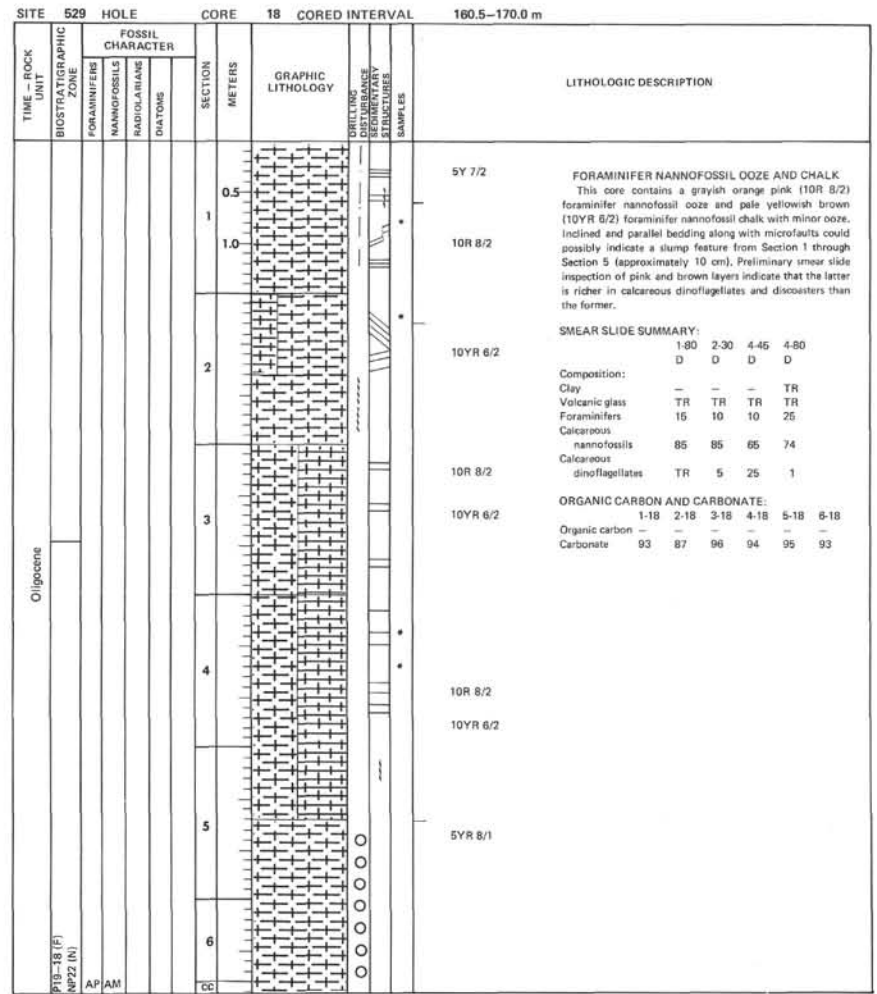 SITE 529 HOLE CORE 18 CORED INTERVAL 160.5–170.0 m
TIME – ROCK UNIT
BIOSTRATIGRAPHIC ZONE
FOSSIL CHARACTER
FORAMINIFERS
NANNOFOSSILS
RADIOLARIANS
DIATOMS
SECTION
METERS
GRAPHIC LITHOLOGY
DRILLING DISTURBANCE
SEDIMENTARY STRUCTURES
SAMPLES
LITHOLOGIC DESCRIPTION
Oligocene
P19–18 (F)
NP22 (N)
AP AM
1
0.5
1.0
2
3
4
5
6
CC
*
*
*
*
5Y 7/2
10R 8/2
10YR 6/2
10R 8/2
10YR 6/2
10R 8/2
10YR 6/2
5YR 8/1
FORAMINIFER NANNOFOSSIL OOZE AND CHALK
This core contains a grayish orange pink (10R 8/2)
foraminifer nannofossil ooze and pale yellowish brown
(10YR 6/2) foraminifer nannofossil chalk with minor ooze.
Inclined and parallel bedding along with microfaults could
possibly indicate a slump feature from Section 1 through
Section 5 (approximately 10 cm). Preliminary smear slide
inspection of pink and brown layers indicate that the latter
is richer in calcareous dinoflagellates and discoasters than
the former.
SMEAR SLIDE SUMMARY:
1-80 2-30 4-45 4-80
D D D D
Composition:
Clay – – – TR
Volcanic glass TR TR TR TR
Foraminifers 15 10 10 25
Calcareous
nannofossils 85 85 65 74
Calcareous
dinoflagellates TR 5 25 1
ORGANIC CARBON AND CARBONATE:
1-18 2-18 3-18 4-18 5-18 6-18
Organic carbon – – – – – –
Carbonate 93 87 96 94 95 93